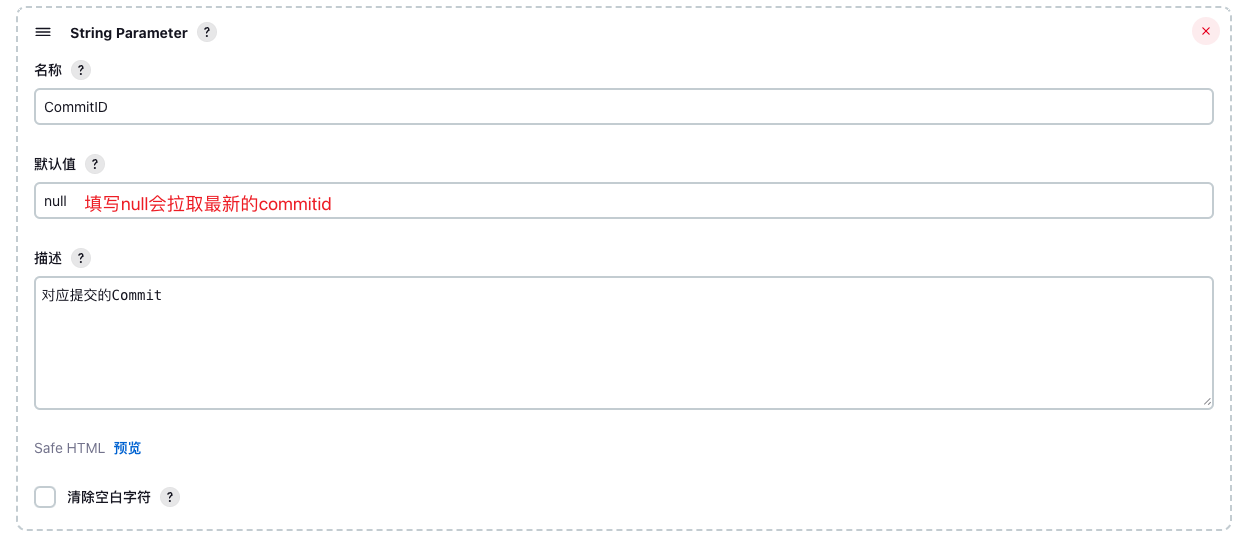 String Parameter ?
名称 ?
CommitID
默认值 ?
null 填写null会拉取最新的commitid
描述 ?
对应提交的Commit
Safe HTML 预览
清除空白字符 ?